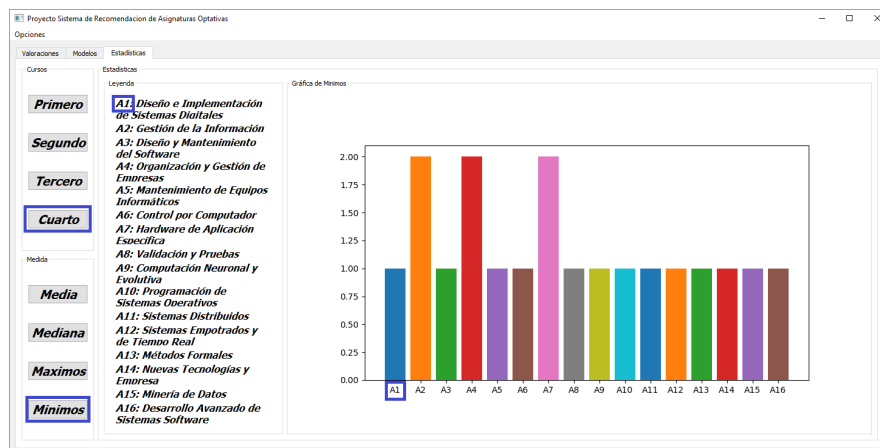 Proyecto Sistema de Recomendacion de Asignaturas Optativas
Opciones
Valoraciones
Modelos
Estadisticas
Cursos
Primero
Segundo
Tercero
Cuarto
Medida
Media
Mediana
Maximos
Minimos
Estadisticas
Leyenda
A1: Diseño e Implementación
de Sistemas Digitales
A2: Gestión de la Información
A3: Diseño y Mantenimiento
del Software
A4: Organización y Gestión de
Empresas
A5: Mantenimiento de Equipos
Informáticos
A6: Control por Computador
A7: Hardware de Aplicación
Específica
A8: Validación y Pruebas
A9: Computación Neuronal y
Evolutiva
A10: Programación de
Sistemas Operativos
A11: Sistemas Distribuidos
A12: Sistemas Empotrados y
de Tiempo Real
A13: Métodos Formales
A14: Nuevas Tecnologías y
Empresa
A15: Minería de Datos
A16: Desarrollo Avanzado de
Sistemas Software
Gráfica de Minimos
2.00
1.75
1.50
1.25
1.00
0.75
0.50
0.25
0.00
A1 A2 A3 A4 A5 A6 A7 A8 A9 A10 A11 A12 A13 A14 A15 A16